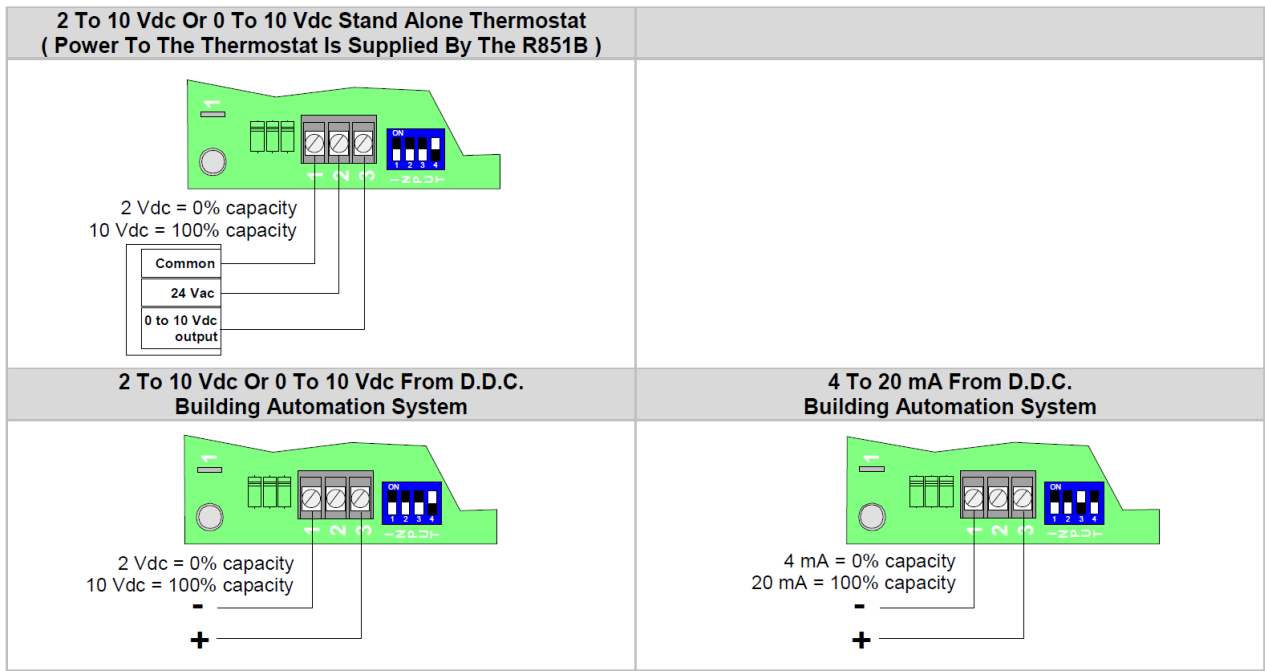 2 To 10 Vdc Or 0 To 10 Vdc Stand Alone Thermostat
( Power To The Thermostat Is Supplied By The R851B )
1
ON
1 2 3 4
1 2 3
INPUT
2 Vdc = 0% capacity
10 Vdc = 100% capacity
Common
24 Vac
0 to 10 Vdc
output
2 To 10 Vdc Or 0 To 10 Vdc From D.D.C.
Building Automation System
1
ON
1 2 3 4
1 2 3
INPUT
2 Vdc = 0% capacity
10 Vdc = 100% capacity
-
+
4 To 20 mA From D.D.C.
Building Automation System
1
ON
1 2 3 4
1 2 3
INPUT
4 mA = 0% capacity
20 mA = 100% capacity
-
+